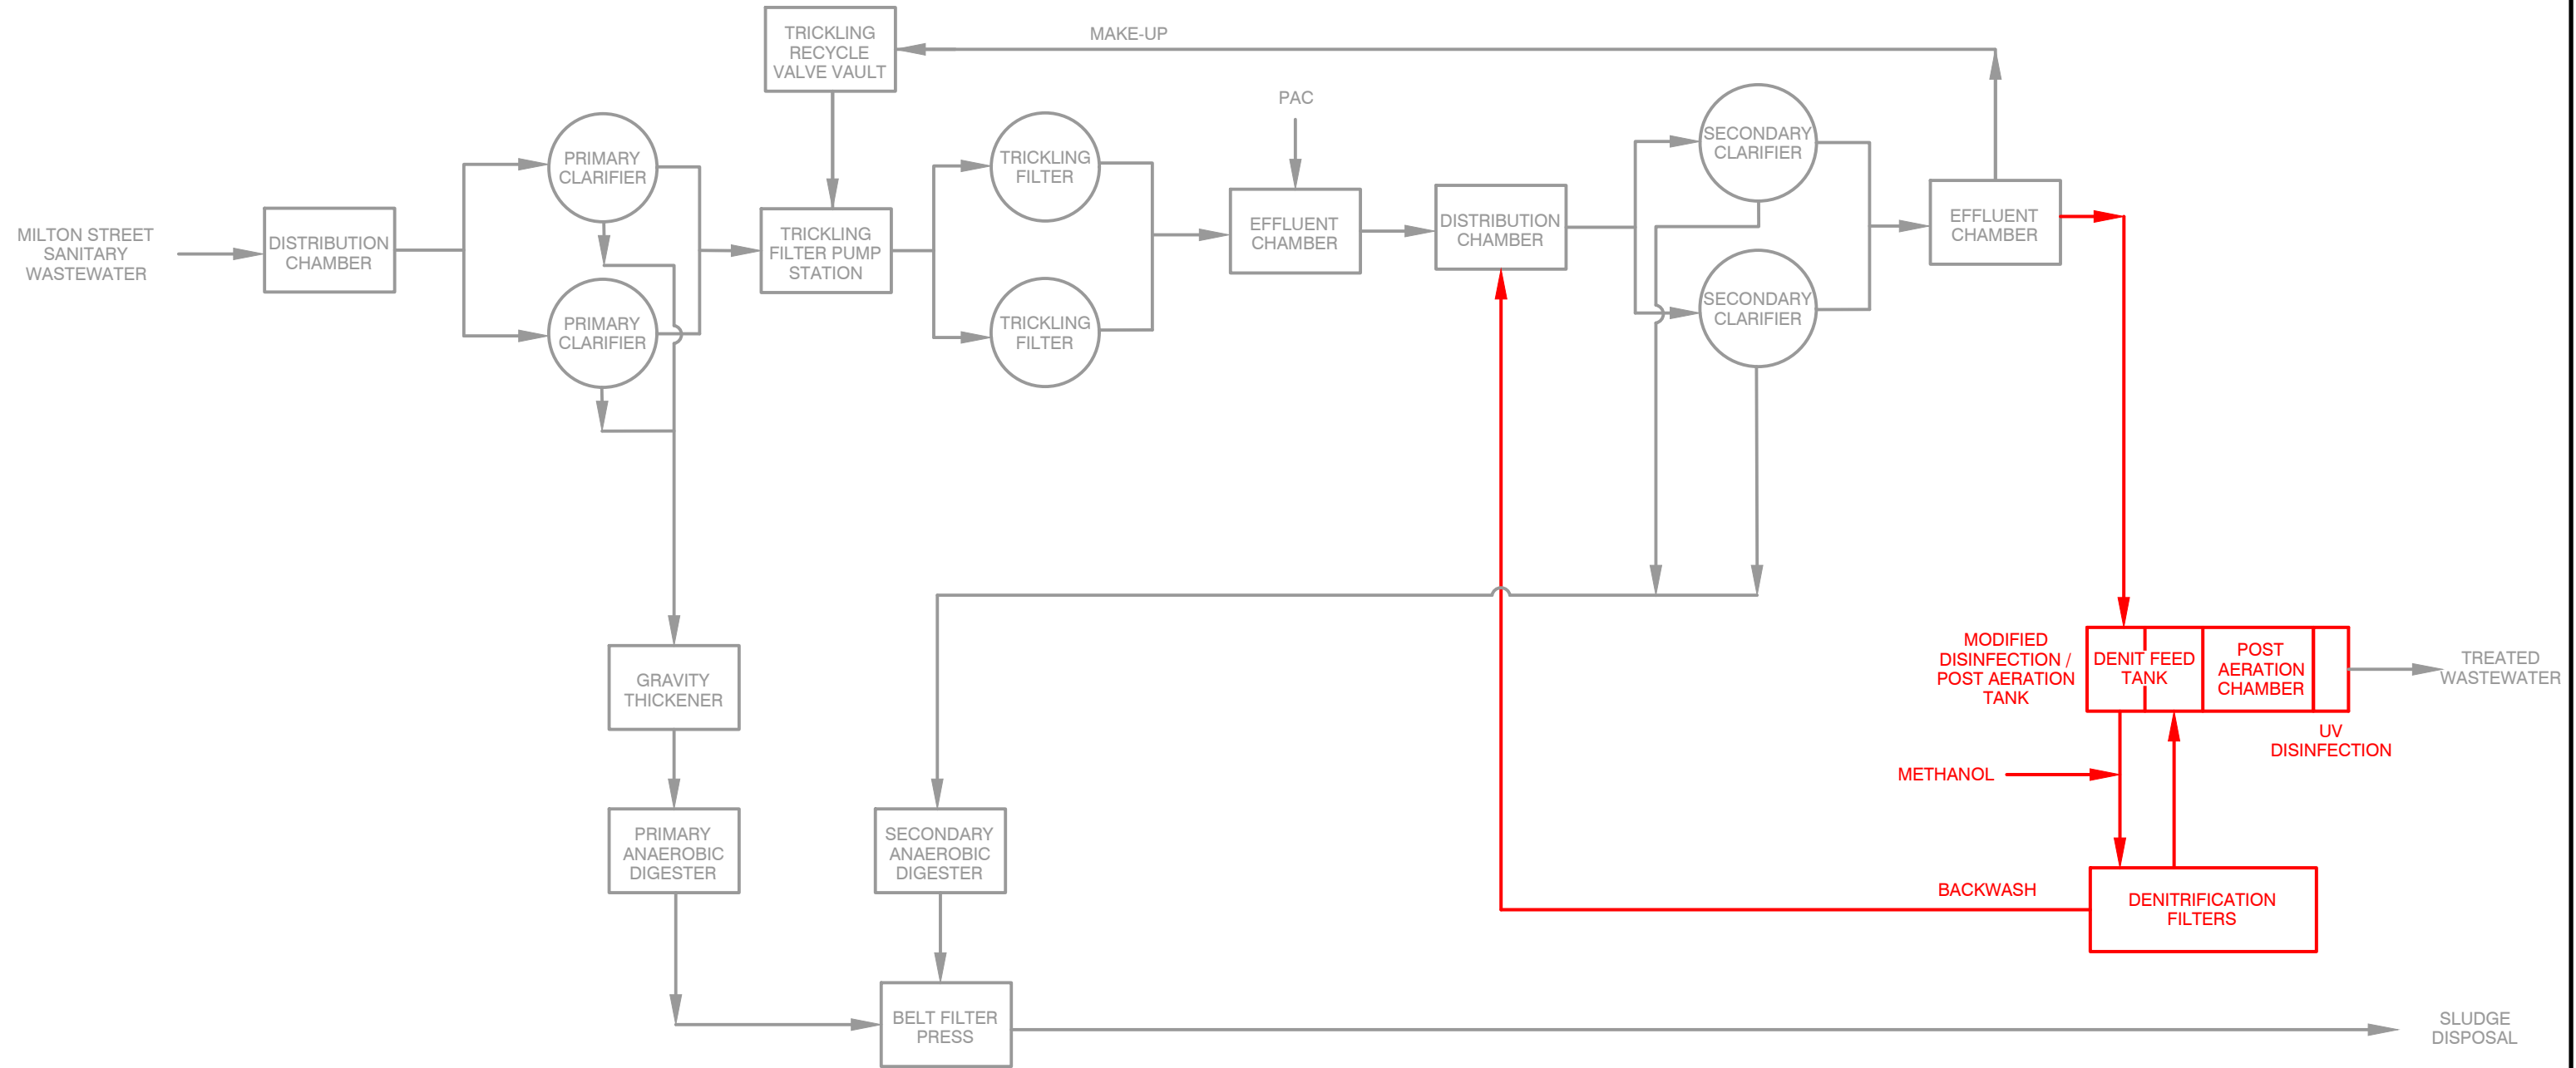 TRICKLING
RECYCLE
VALVE VAULT
MAKE-UP
PAC
MILTON STREET
SANITARY
WASTEWATER
DISTRIBUTION
CHAMBER
PRIMARY
CLARIFIER
PRIMARY
CLARIFIER
TRICKLING
FILTER PUMP
STATION
TRICKLING
FILTER
TRICKLING
FILTER
EFFLUENT
CHAMBER
DISTRIBUTION
CHAMBER
SECONDARY
CLARIFIER
SECONDARY
CLARIFIER
EFFLUENT
CHAMBER
MODIFIED
DISINFECTION /
POST AERATION
TANK
DENIT FEED
TANK
POST
AERATION
CHAMBER
TREATED
WASTEWATER
UV
DISINFECTION
METHANOL
BACKWASH
DENITRIFICATION
FILTERS
GRAVITY
THICKENER
PRIMARY
ANAEROBIC
DIGESTER
SECONDARY
ANAEROBIC
DIGESTER
BELT FILTER
PRESS
SLUDGE
DISPOSAL